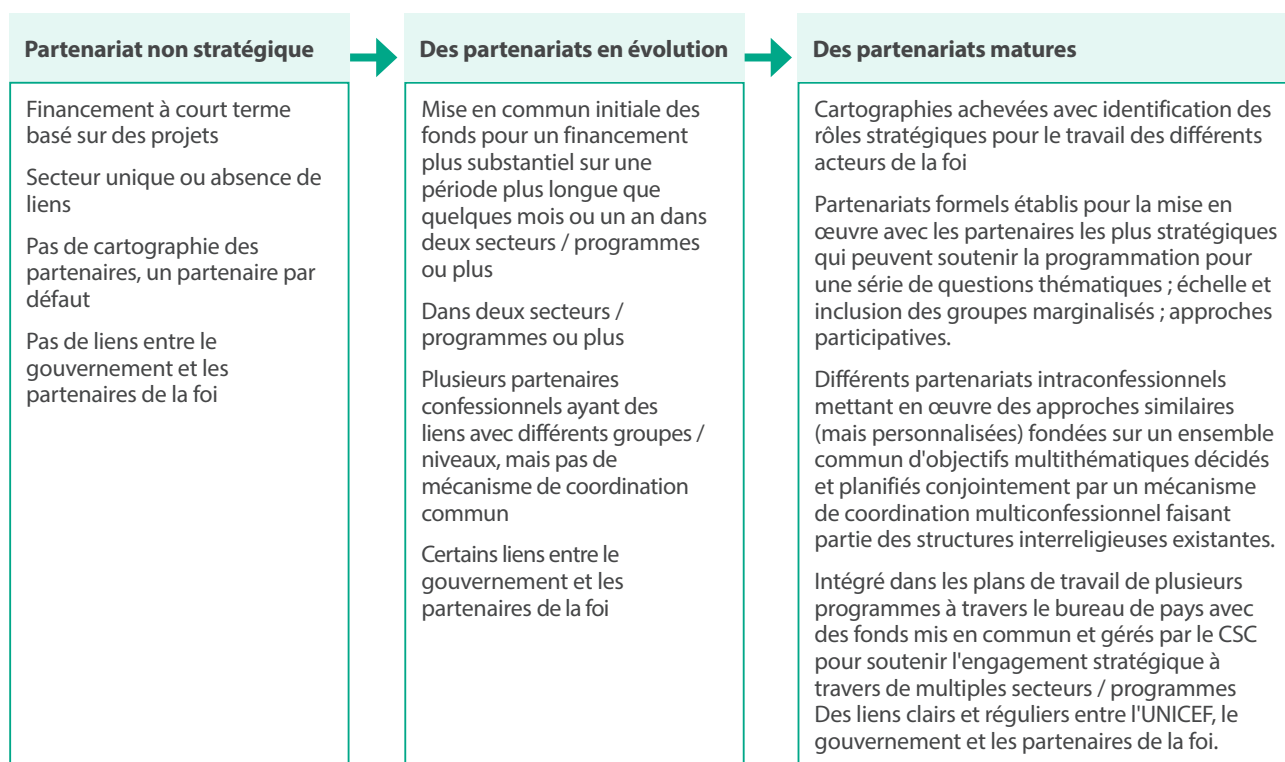 Partenariat non stratégique
Financement à court terme
basé sur des projets
Secteur unique ou absence de
liens
Pas de cartographie des
partenaires, un partenaire par
défaut
Pas de liens entre le
gouvernement et les
partenaires de la foi
Des partenariats en évolution
Mise en commun initiale des
fonds pour un financement
plus substantiel sur une
période plus longue que
quelques mois ou un an dans
deux secteurs / programmes
ou plus
Dans deux secteurs /
programmes ou plus
Plusieurs partenaires
confessionnels ayant des
liens avec différents groupes /
niveaux, mais pas de
mécanisme de coordination
commun
Certains liens entre le
gouvernement et les
partenaires de la foi
Des partenariats matures
Cartographies achevées avec identification des
rôles stratégiques pour le travail des différents
acteurs de la foi
Partenariats formels établis pour la mise en
œuvre avec les partenaires les plus stratégiques
qui peuvent soutenir la programmation pour
une série de questions thématiques ; échelle et
inclusion des groupes marginalisés ; approches
participatives.
Différents partenariats intraconfessionnels
mettant en œuvre des approches similaires
(mais personnalisées) fondées sur un ensemble
commun d'objectifs multithématiques décidés
et planifiés conjointement par un mécanisme
de coordination multiconfessionnel faisant
partie des structures interreligieuses existantes.
Intégré dans les plans de travail de plusieurs
programmes à travers le bureau de pays avec
des fonds mis en commun et gérés par le CSC
pour soutenir l'engagement stratégique à
travers de multiples secteurs / programmes
Des liens clairs et réguliers entre l'UNICEF, le
gouvernement et les partenaires de la foi.